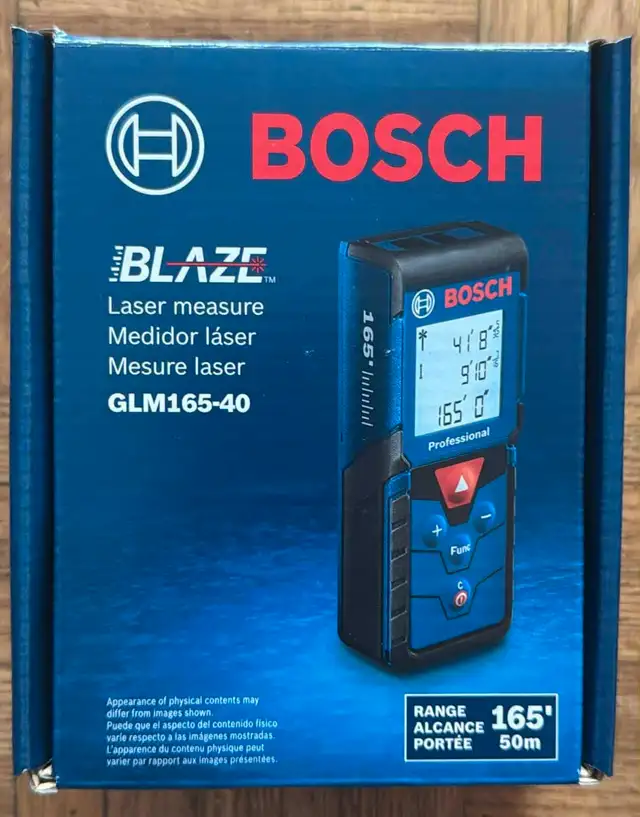 BOSCH
BLAZE™
Laser measure
Medidor láser
Mesure laser
GLM165-40
165'
BOSCH
41'8"
9'10"
165'0"
Professional
+
−
Func
C
Appearance of physical contents may
differ from images shown.
Puede que el aspecto del contenido físico
varíe respecto a las imágenes mostradas.
L'apparence du contenu physique peut
varier par rapport aux images présentées.
RANGE
ALCANCE
PORTÉE
165'
50m